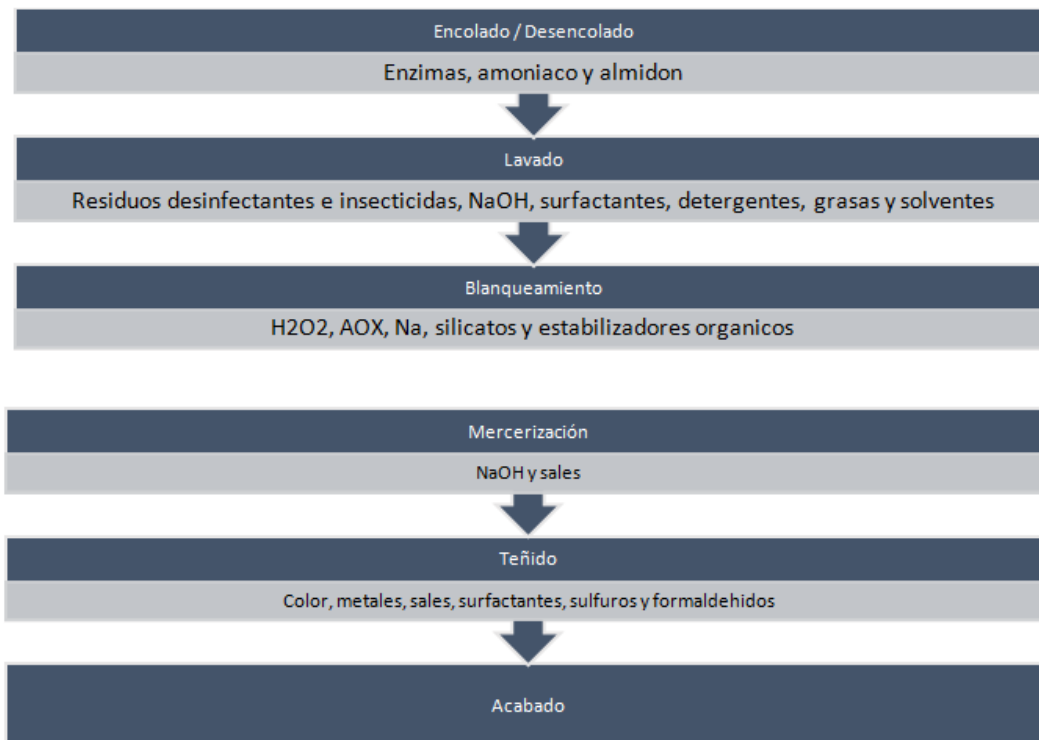 Encolado / Desencolado
Enzimas, amoniaco y almidon
Lavado
Residuos desinfectantes e insecticidas, NaOH, surfactantes, detergentes, grasas y solventes
Blanqueamiento
H2O2, AOX, Na, silicatos y estabilizadores organicos
Mercerización
NaOH y sales
Teñido
Color, metales, sales, surfactantes, sulfuros y formaldehidos
Acabado